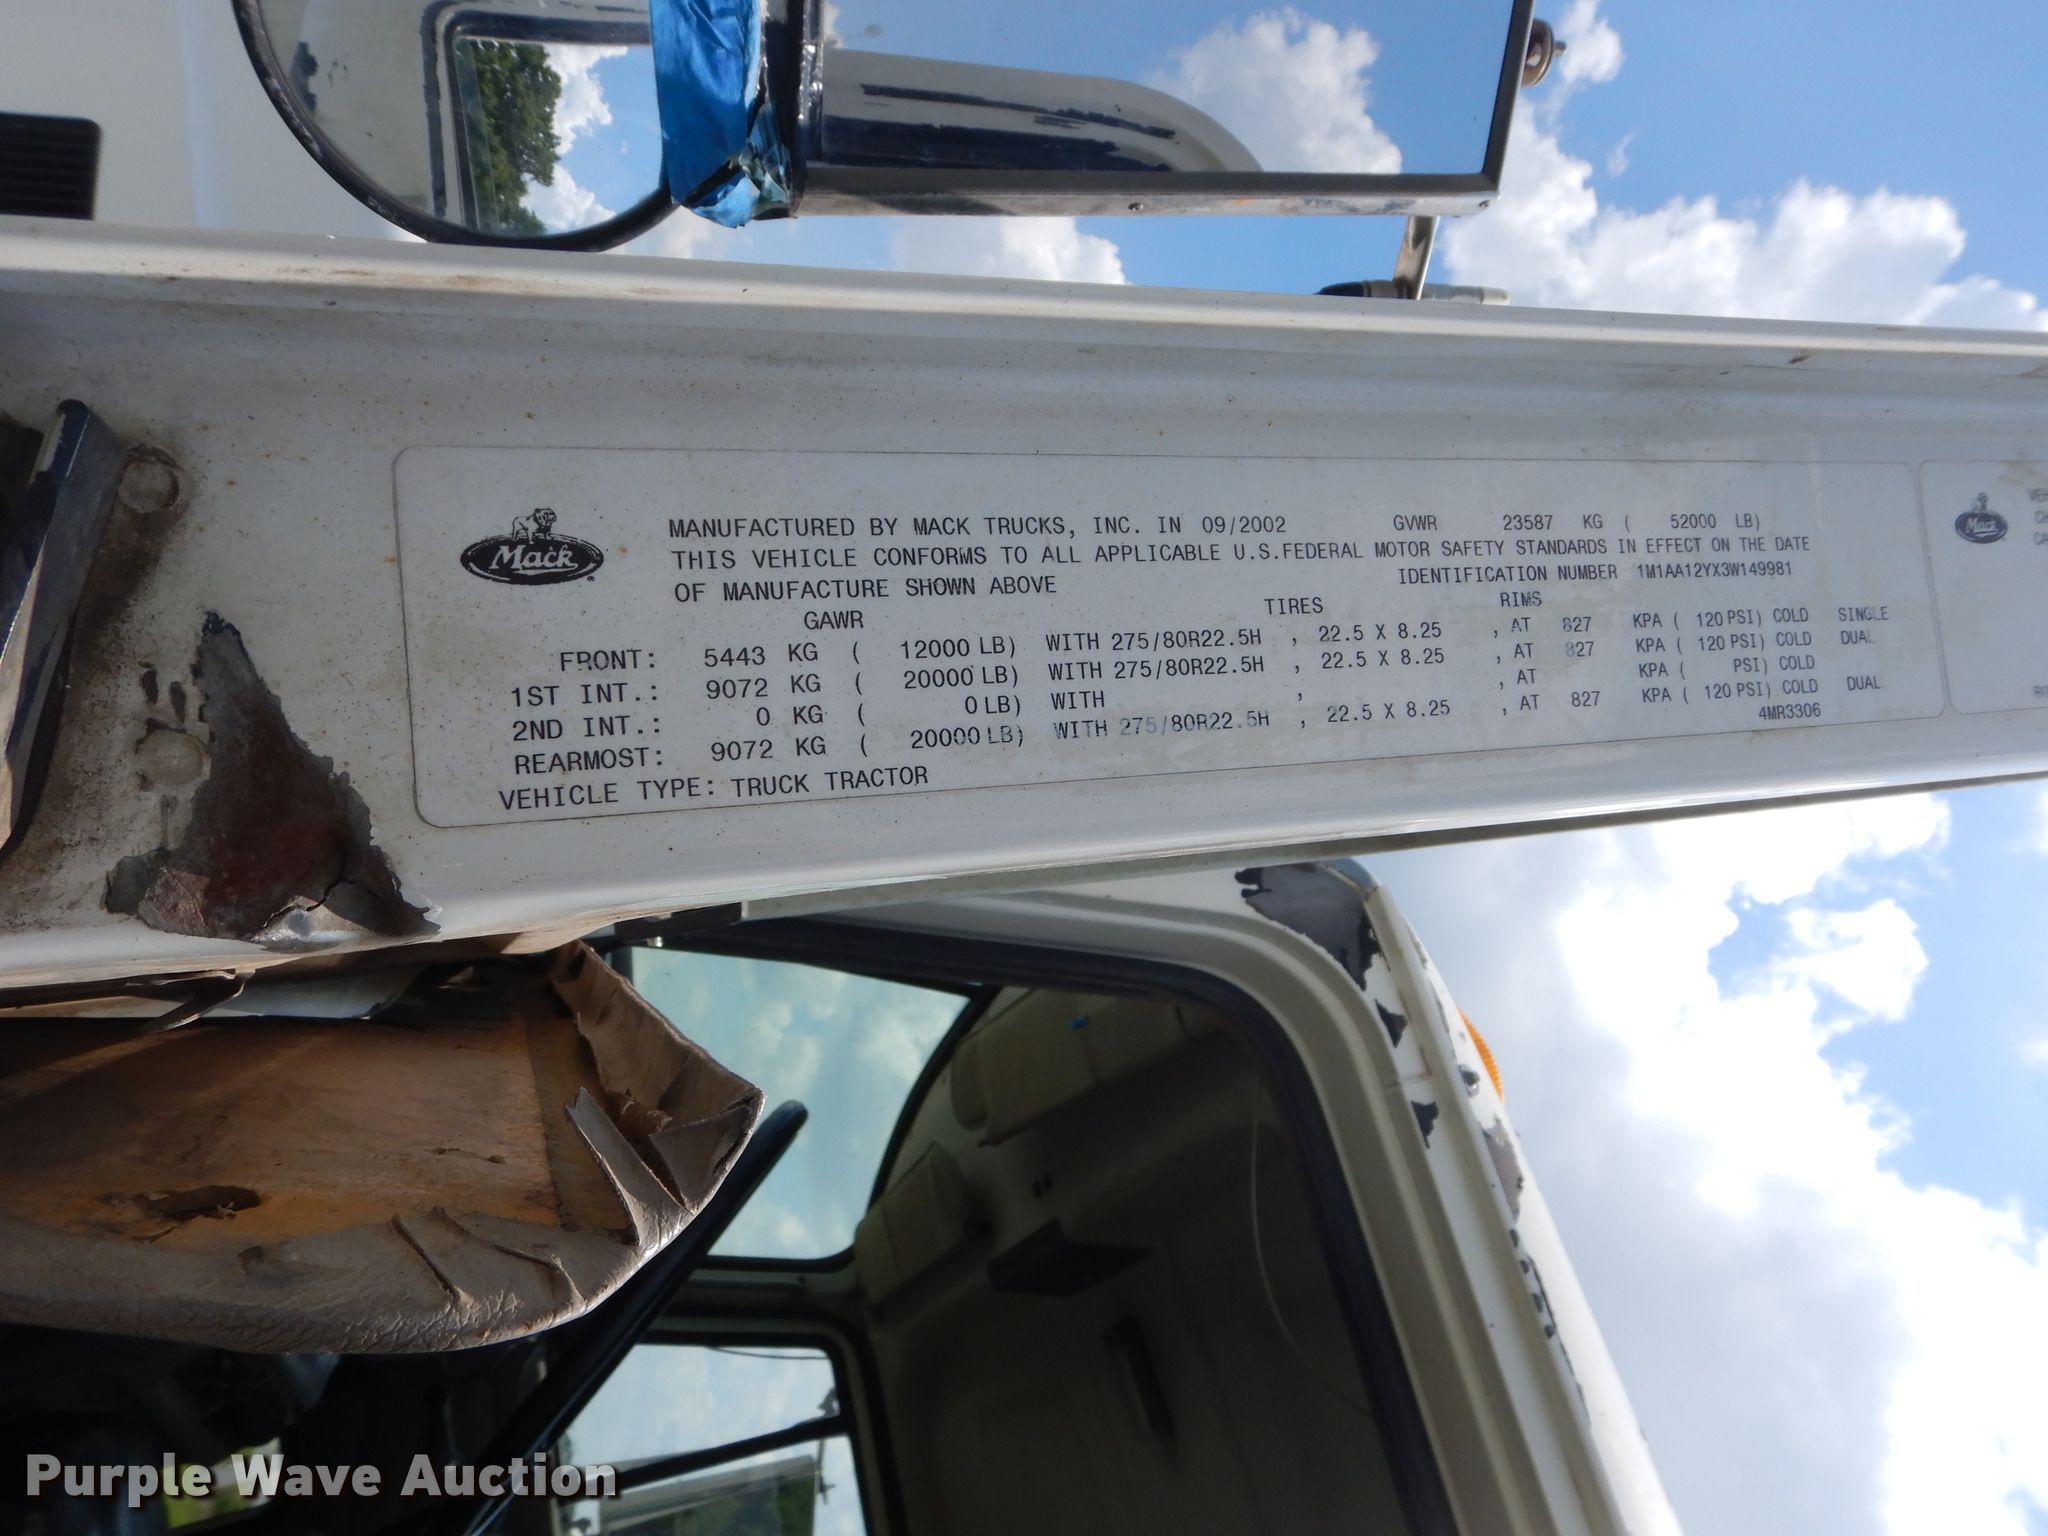 Mack
MANUFACTURED BY MACK TRUCKS, INC. IN 09/2002 GVWR 23587 KG ( 52000 LB)
THIS VEHICLE CONFORMS TO ALL APPLICABLE U.S.FEDERAL MOTOR SAFETY STANDARDS IN EFFECT ON THE DATE
OF MANUFACTURE SHOWN ABOVE IDENTIFICATION NUMBER 1M1AA12YX3W149981
GAWR TIRES RIMS
FRONT: 5443 KG ( 12000 LB) WITH 275/80R22.5H , 22.5 X 8.25 , AT 827 KPA ( 120 PSI) COLD SINGLE
1ST INT.: 9072 KG ( 20000 LB) WITH 275/80R22.5H , 22.5 X 8.25 , AT 827 KPA ( 120 PSI) COLD DUAL
2ND INT.: 0 KG ( 0 LB) WITH , , AT KPA ( PSI) COLD
REARMOST: 9072 KG ( 20000 LB) WITH 275/80R22.5H , 22.5 X 8.25 , AT 827 KPA ( 120 PSI) COLD DUAL
VEHICLE TYPE: TRUCK TRACTOR 4MR3306
Mack
Purple Wave Auction